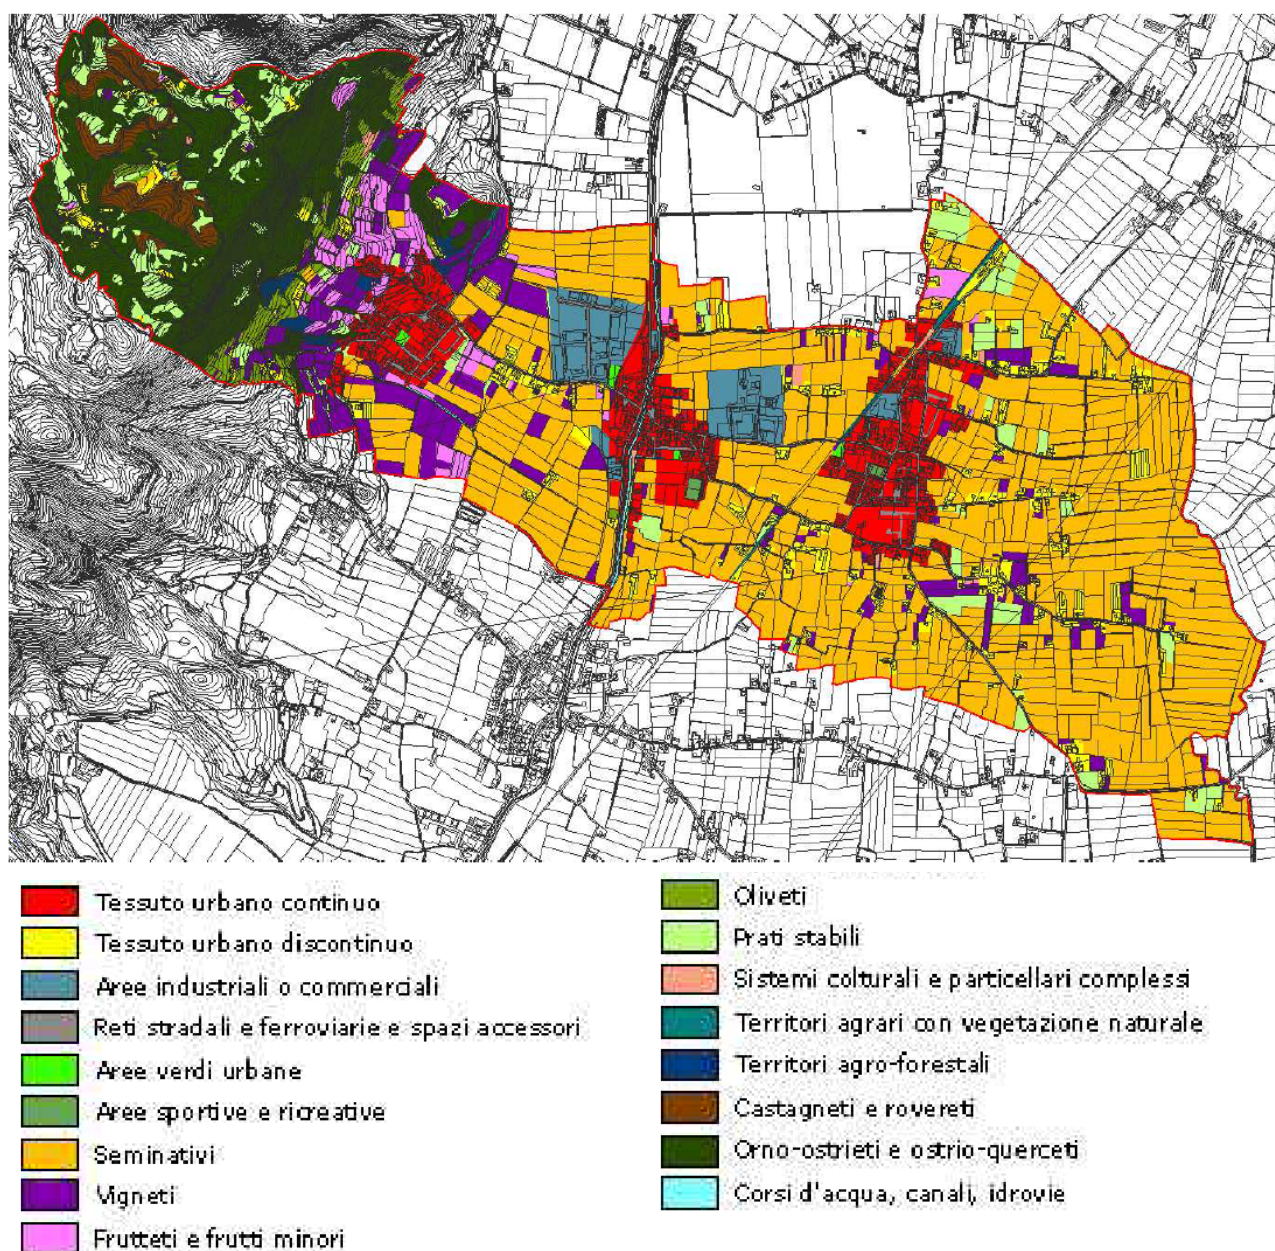 Tessuto urbano continuo
Tessuto urbano discontinuo
Aree industriali o commerciali
Reti stradali e ferroviarie e spazi accessori
Aree verdi urbane
Aree sportive e ricreative
Seminativi
Vigneti
Frutteti e frutti minori
Oliveti
Prati stabili
Sistemi colturali e particellari complessi
Territori agrari con vegetazione naturale
Territori agro-forestali
Castagneti e rovereti
Orno-ostrieti e ostrio-querceti
Corsi d'acqua, canali, idrovie